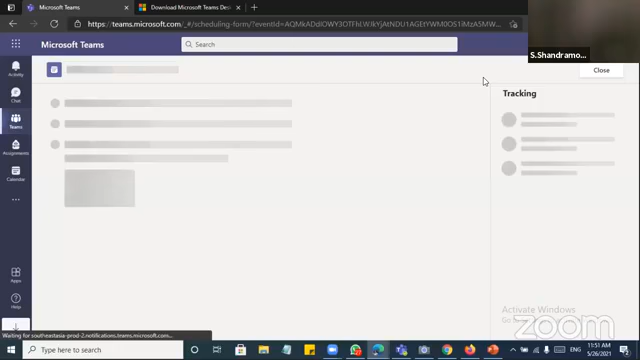 Microsoft Teams
Download Microsoft Teams Des
https://teams.microsoft.com/_#/scheduling-form/?eventId=
Microsoft Teams
Search
S.Shandramo...
Close
Activity
Chat
Teams
Assignments
Calendar
Apps
Help
Tracking
Activate Windows
zoom
Waiting for southeastasia-prod-2.notifications.teams.microsoft.com...
Type here to search
ENG
11:51 AM
5/26/2021